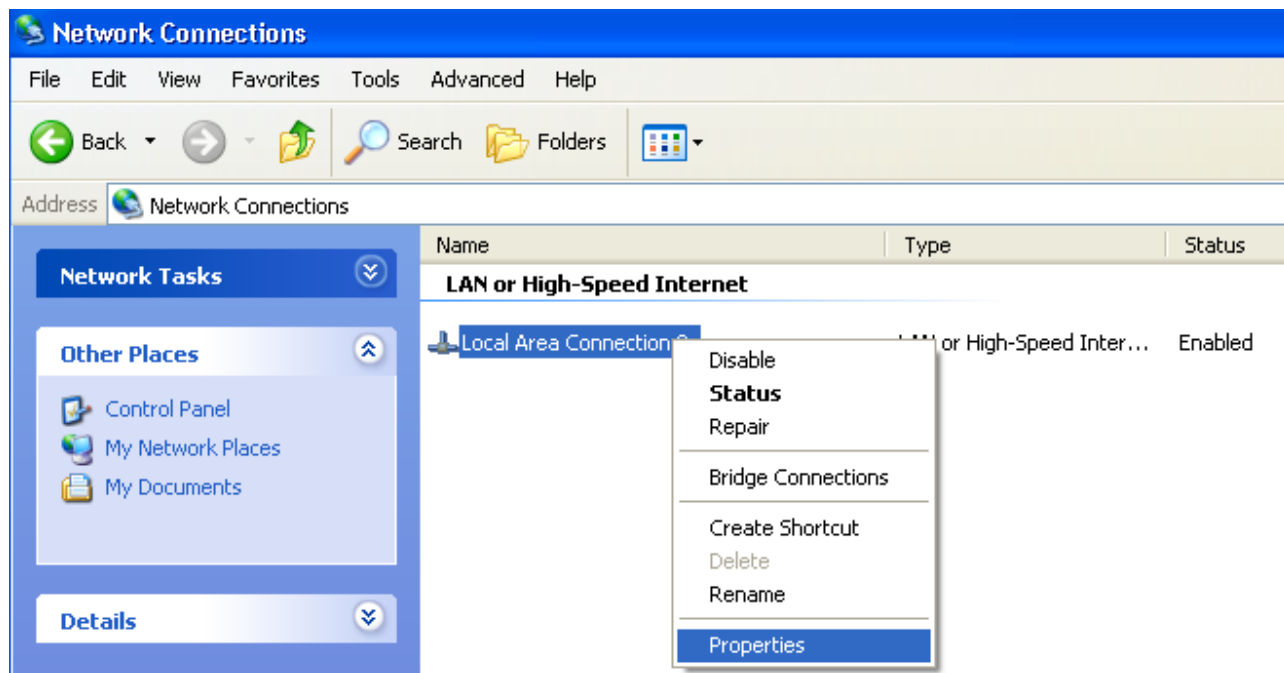 Network Connections
File Edit View Favorites Tools Advanced Help
Back Search Folders
Address Network Connections
Name Type Status
Network Tasks
LAN or High-Speed Internet
Other Places
Local Area Connection or High-Speed Inter... Enabled
Control Panel
My Network Places
My Documents
Details
Disable
Status
Repair
Bridge Connections
Create Shortcut
Delete
Rename
Properties